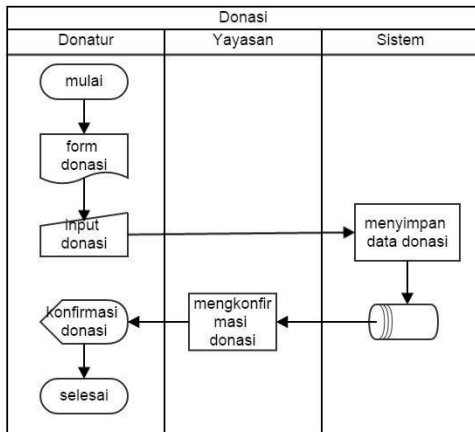 Donasi
Donatur
Yayasan
Sistem
mulai
form
donasi
input
donasi
menyimpan
data donasi
konfirmasi
donasi
mengkonfir
masi
donasi
selesai